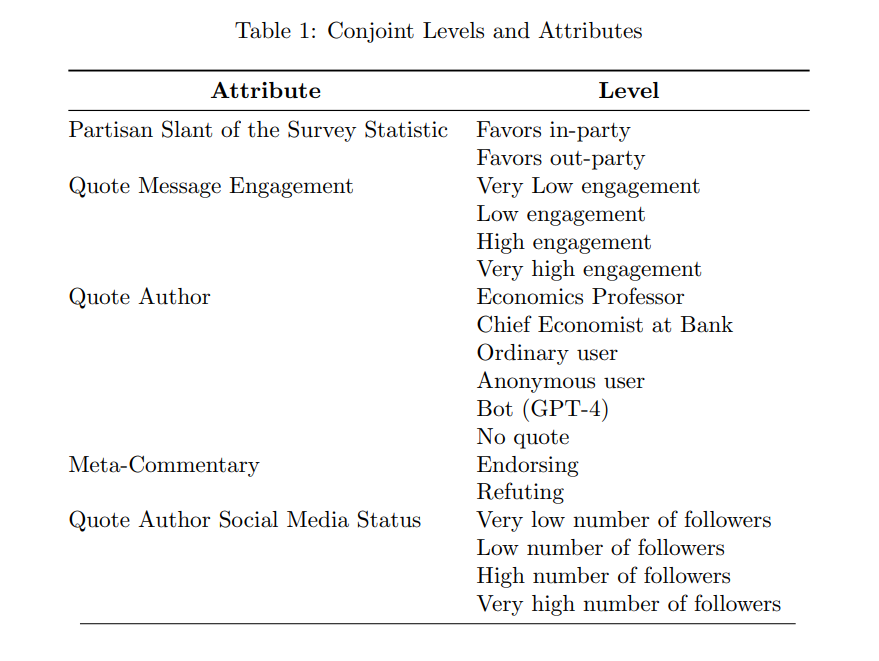 Table 1: Conjoint Levels and Attributes
Attribute Level
Partisan Slant of the Survey Statistic Favors in-party
Favors out-party
Quote Message Engagement Very Low engagement
Low engagement
High engagement
Very high engagement
Quote Author Economics Professor
Chief Economist at Bank
Ordinary user
Anonymous user
Bot (GPT-4)
No quote
Meta-Commentary Endorsing
Refuting
Quote Author Social Media Status Very low number of followers
Low number of followers
High number of followers
Very high number of followers